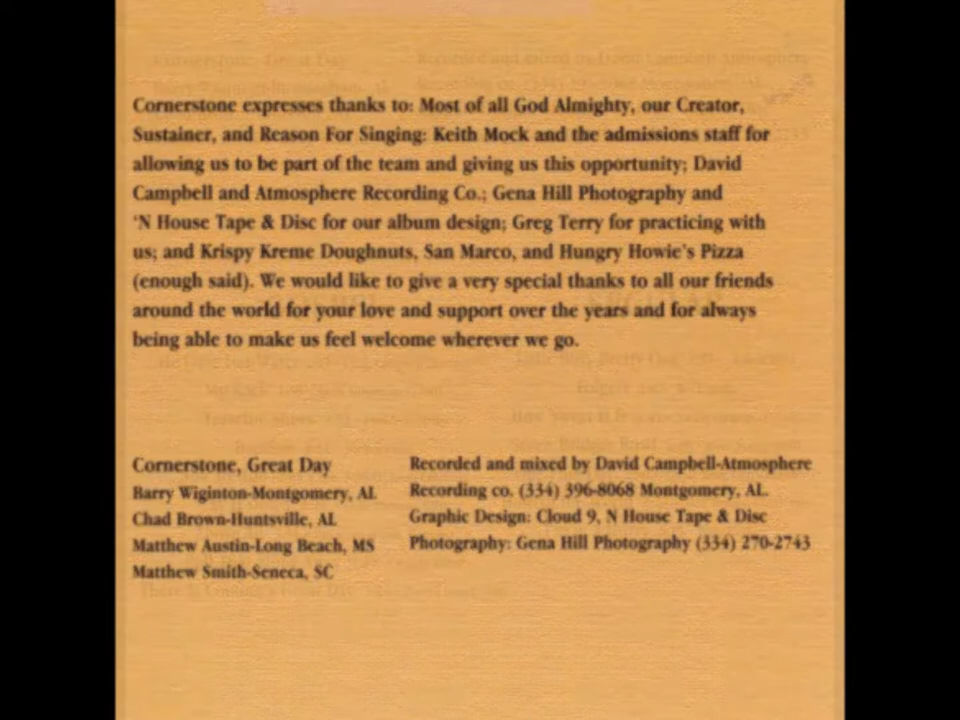 Cornerstone expresses thanks to: Most of all God Almighty, our Creator,
Sustainer, and Reason For Singing: Keith Mock and the admissions staff for
allowing us to be part of the team and giving us this opportunity; David
Campbell and Atmosphere Recording Co.; Gena Hill Photography and
'N House Tape & Disc for our album design; Greg Terry for practicing with
us; and Krispy Kreme Doughnuts, San Marco, and Hungry Howie's Pizza
(enough said). We would like to give a very special thanks to all our friends
around the world for your love and support over the years and for always
being able to make us feel welcome wherever we go.
Cornerstone, Great Day
Barry Wiginton-Montgomery, AL
Chad Brown-Huntsville, AL
Matthew Austin-Long Beach, MS
Matthew Smith-Seneca, SC
Recorded and mixed by David Campbell-Atmosphere
Recording co. (334) 396-8068 Montgomery, AL.
Graphic Design: Cloud 9, N House Tape & Disc
Photography: Gena Hill Photography (334) 270-2743